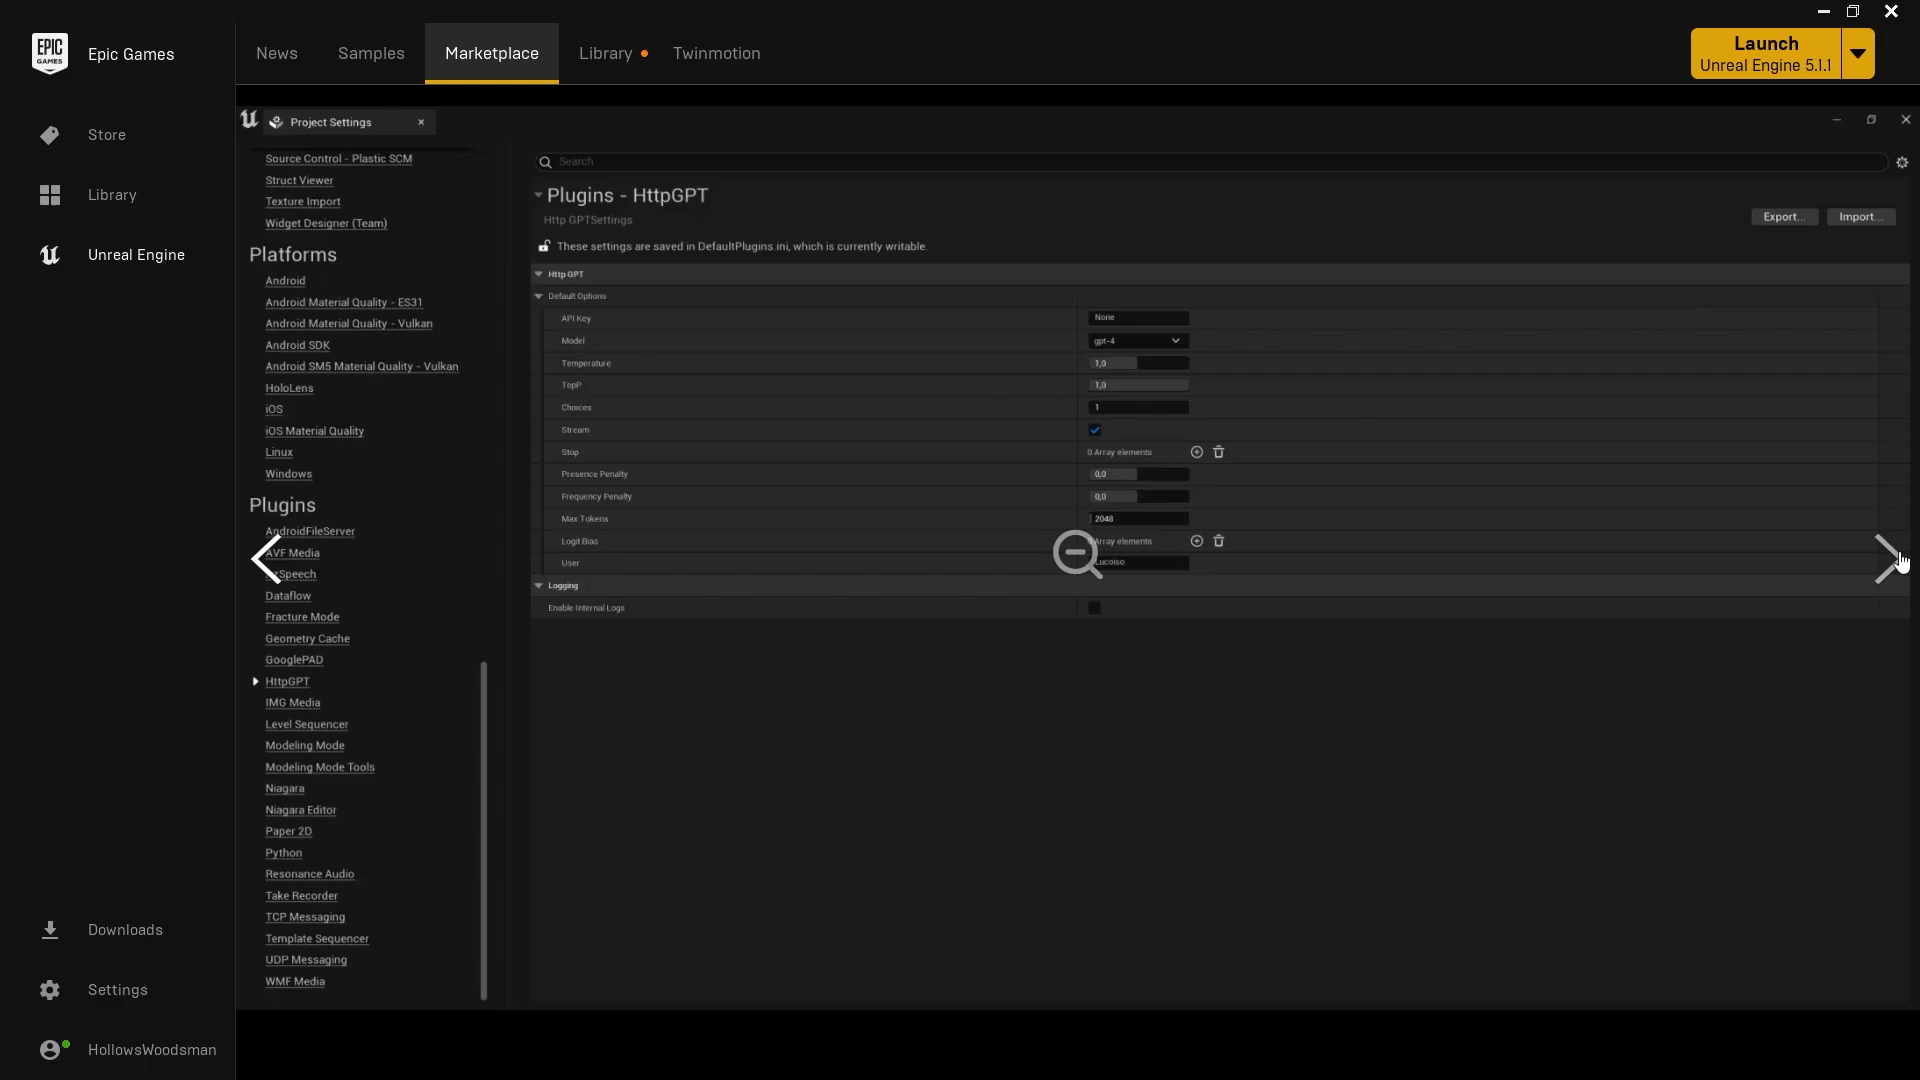 EPIC GAMES
Epic Games
News
Samples
Marketplace
Library
Twinmotion
Launch
Unreal Engine 5.1.1
Store
Library
Unreal Engine
Downloads
Settings
HollowsWoodsman
Project Settings
Source Control - Plastic SCM
Struct Viewer
Texture Import
Widget Designer (Team)
Platforms
Android
Android Material Quality - ES31
Android Material Quality - Vulkan
Android SDK
Android SM5 Material Quality - Vulkan
HoloLens
iOS
iOS Material Quality
Linux
Windows
Plugins
AndroidFileServer
AVF Media
Dataflow
Fracture Mode
Geometry Cache
GooglePAD
HttpGPT
IMG Media
Level Sequencer
Modeling Mode
Modeling Mode Tools
Niagara
Niagara Editor
Paper 2D
Python
Resonance Audio
Take Recorder
TCP Messaging
Template Sequencer
UDP Messaging
WMF Media
Search
Plugins - HttpGPT
Http GPTSettings
Export...
Import...
These settings are saved in DefaultPlugins.ini, which is currently writable.
Http GPT
Default Options
API Key None
Model gpt-4
Temperature 1,0
TopP 1,0
Choices 1
Stream
Stop 0 Array elements
Presence Penalty 0,0
Frequency Penalty 0,0
Max Tokens 2048
Logit Bias Array elements
User Lucoiso
Logging
Enable Internal Logs